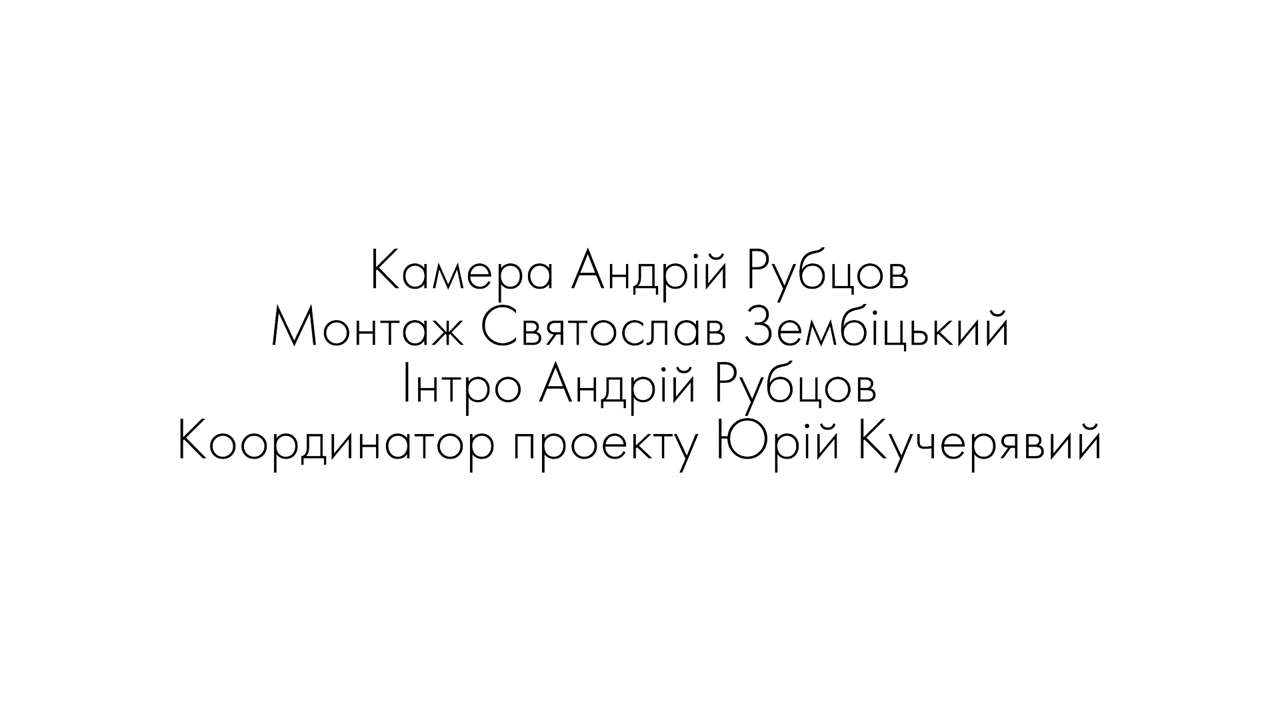 Камера Андрій Рубцов
Монтаж Святослав Зембіцький
Інтро Андрій Рубцов
Координатор проекту Юрій Кучерявий